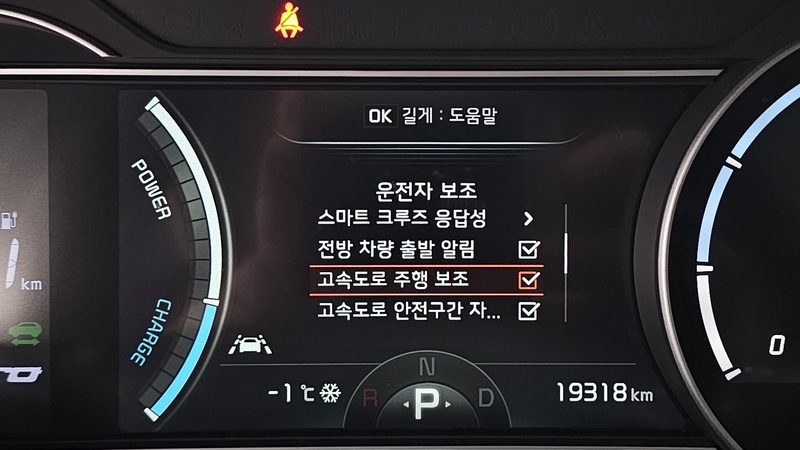 OK 길게 : 도움말
운전자 보조
스마트 크루즈 응답성
전방 차량 출발 알림
고속도로 주행 보조
고속도로 안전구간 자...
POWER
CHARGE
km
-1℃
R N D
P
19318 km
0